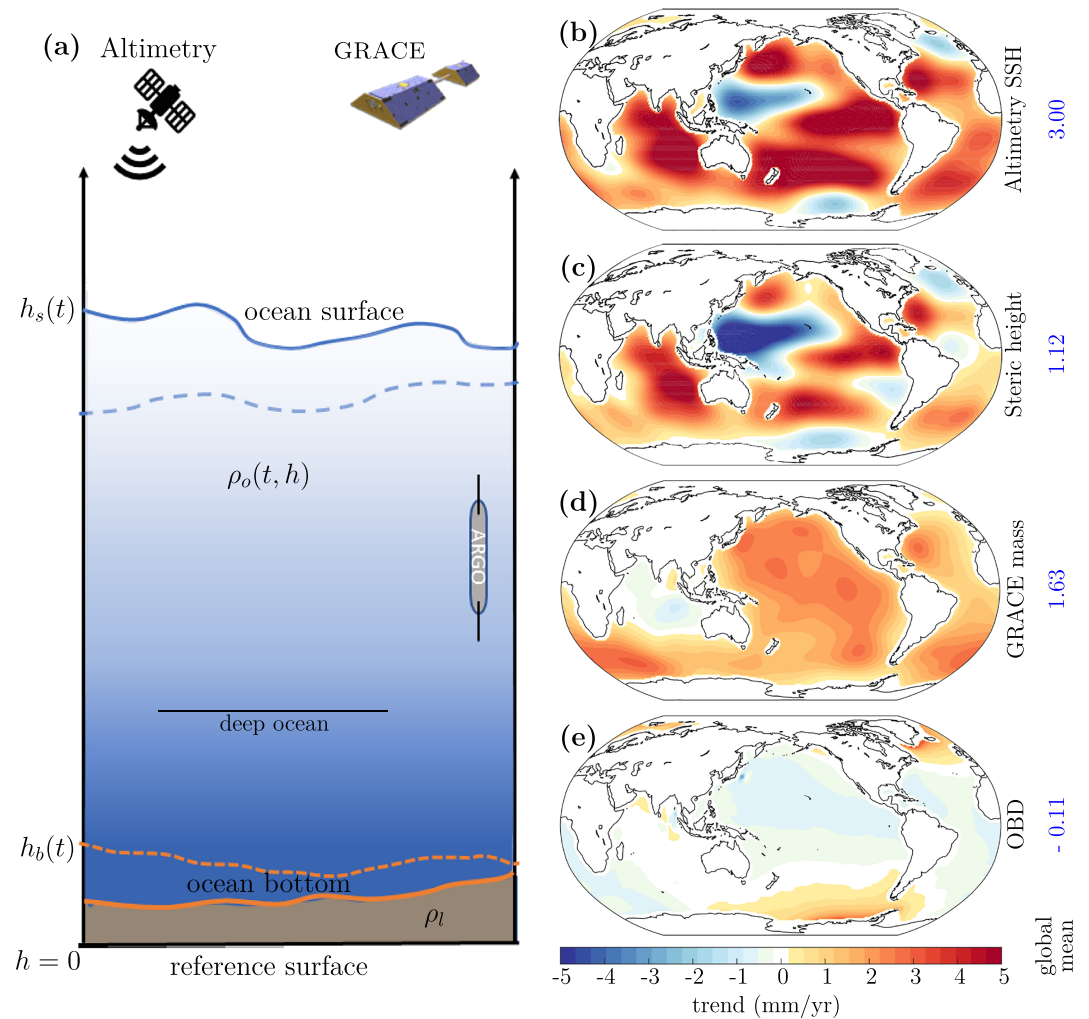 (a)
Altimetry
GRACE
h_s(t)
ocean surface
ρ_o(t, h)
ARGO
deep ocean
h_b(t)
ocean bottom
ρ_l
h = 0
reference surface
(b)
Altimetry SSH
3.00
(c)
Steric height
1.12
(d)
GRACE mass
1.63
(e)
OBD
- 0.11
-5 -4 -3 -2 -1 0 1 2 3 4 5
trend (mm/yr)
global
mean